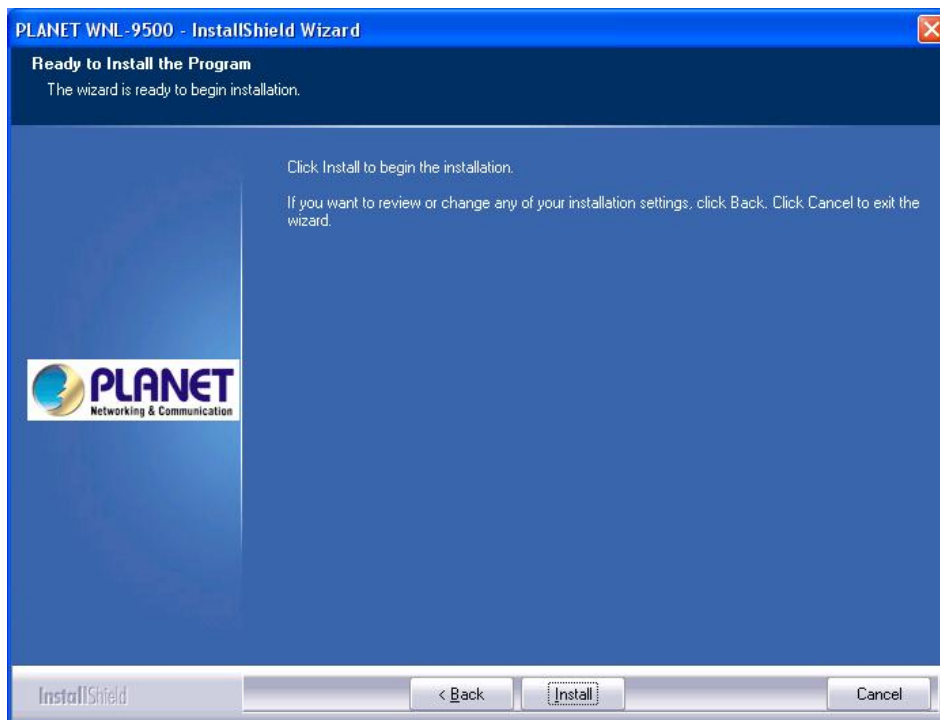 PLANET WNL-9500 - InstallShield Wizard
Ready to Install the Program
The wizard is ready to begin installation.
Click Install to begin the installation.
If you want to review or change any of your installation settings, click Back. Click Cancel to exit the
wizard.
PLANET
Networking & Communication
InstallShield
< Back
Install
Cancel